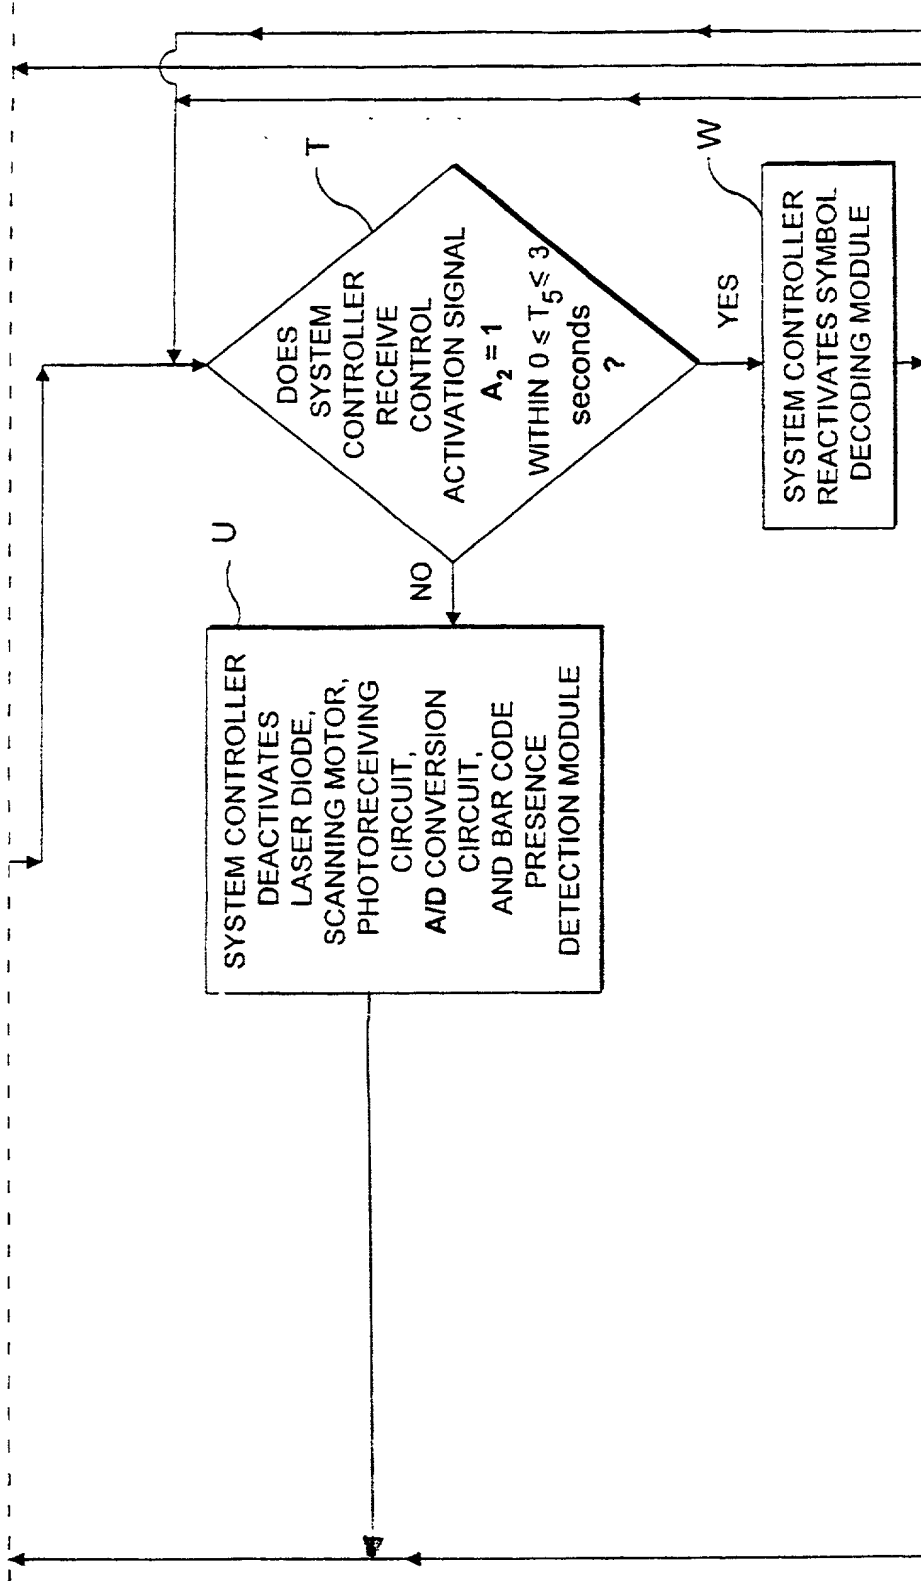 T
DOES
SYSTEM
CONTROLLER
RECEIVE
CONTROL
ACTIVATION SIGNAL
A₂ = 1
WITHIN 0 ≤ T₅ ≤ 3
seconds
?
NO
YES
U
SYSTEM CONTROLLER
DEACTIVATES
LASER DIODE,
SCANNING MOTOR,
PHOTORECEIVING
CIRCUIT,
A/D CONVERSION
CIRCUIT,
AND BAR CODE
PRESENCE
DETECTION MODULE
W
SYSTEM CONTROLLER
REACTIVATES SYMBOL
DECODING MODULE